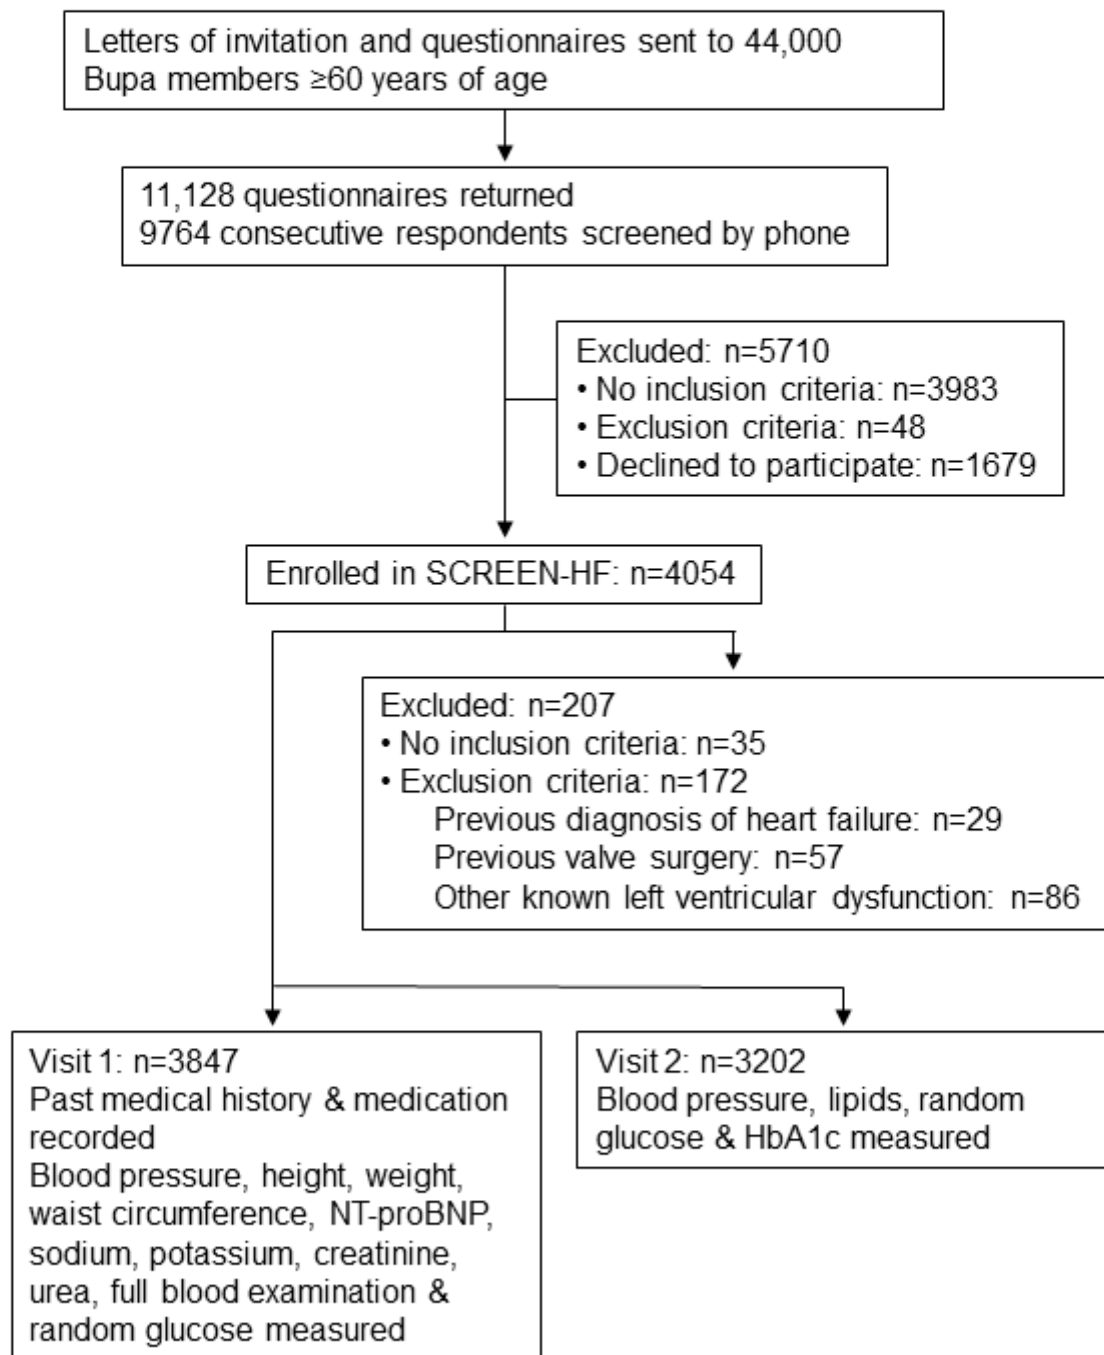 Letters of invitation and questionnaires sent to 44,000
Bupa members ≥60 years of age
11,128 questionnaires returned
9764 consecutive respondents screened by phone
Excluded: n=5710
• No inclusion criteria: n=3983
• Exclusion criteria: n=48
• Declined to participate: n=1679
Enrolled in SCREEN-HF: n=4054
Excluded: n=207
• No inclusion criteria: n=35
• Exclusion criteria: n=172
Previous diagnosis of heart failure: n=29
Previous valve surgery: n=57
Other known left ventricular dysfunction: n=86
Visit 1: n=3847
Past medical history & medication
recorded
Blood pressure, height, weight,
waist circumference, NT-proBNP,
sodium, potassium, creatinine,
urea, full blood examination &
random glucose measured
Visit 2: n=3202
Blood pressure, lipids, random
glucose & HbA1c measured